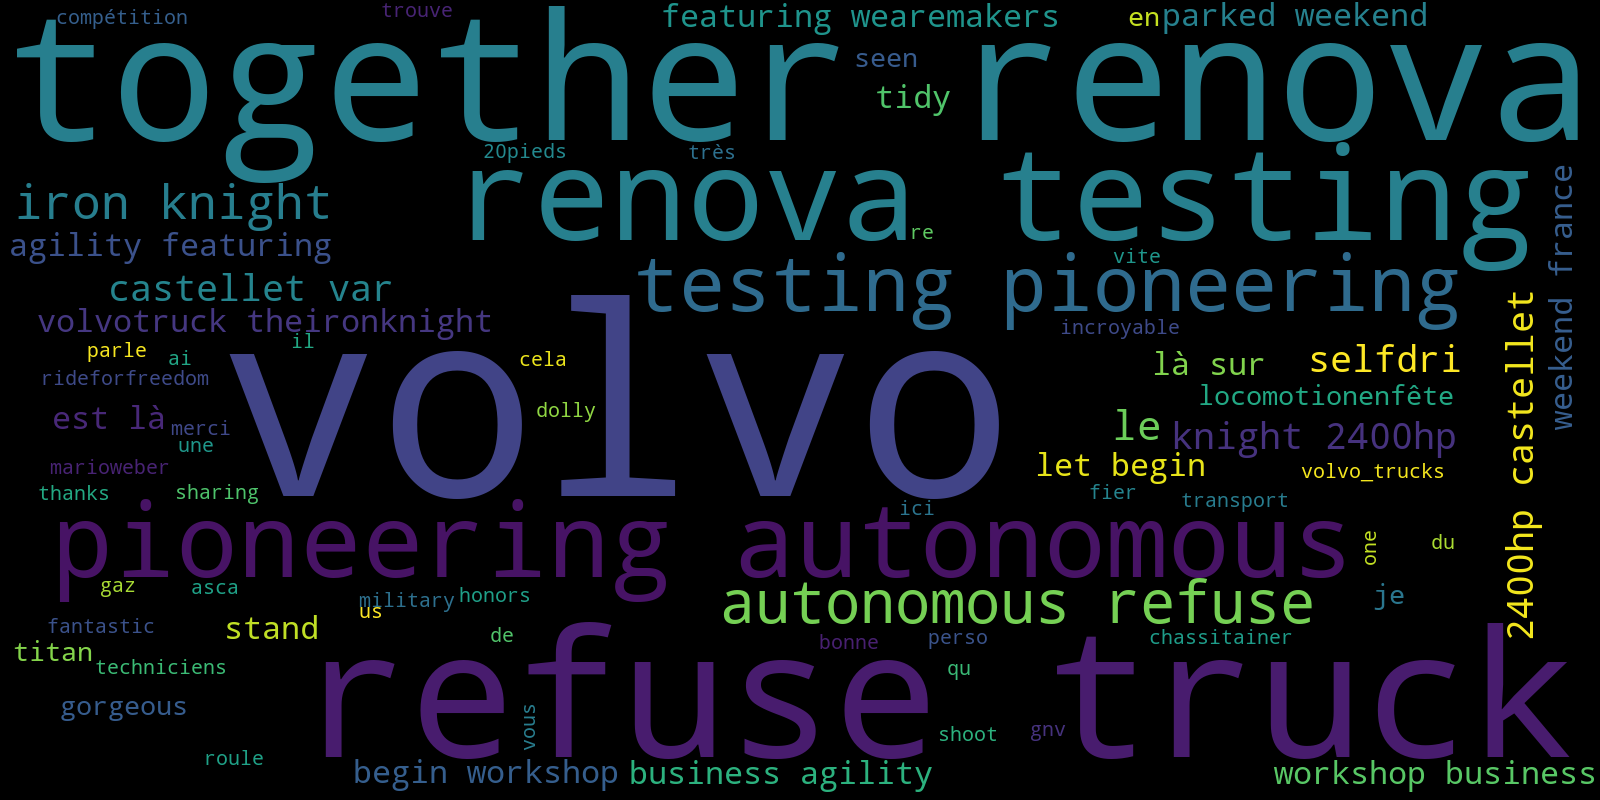 compétition
trouve
featuring wearemakers
en
parked weekend
together renova
seen
tidy
20pieds
très
renova testing
iron knight
re
agility featuring
vite
weekend france
testing pioneering
castellet var
volvotruck theironknight
incroyable
il
parle
ai
cela
volvo
là sur
selfdri
rideforfreedom
locomotionenfête
dolly
est là
merci
le
knight 2400hp
2400hp castellet
une
marioweber
let begin
volvo_trucks
thanks
sharing
fier
transport
ici
pioneering autonomous
one
du
gaz
asca
military
honors
us
autonomous refuse
je
fantastic
stand
de
bonne
perso
chassitainer
titan
techniciens
qu
refuse truck
gorgeous
vous
shoot
gnv
roule
begin workshop
business agility
workshop business